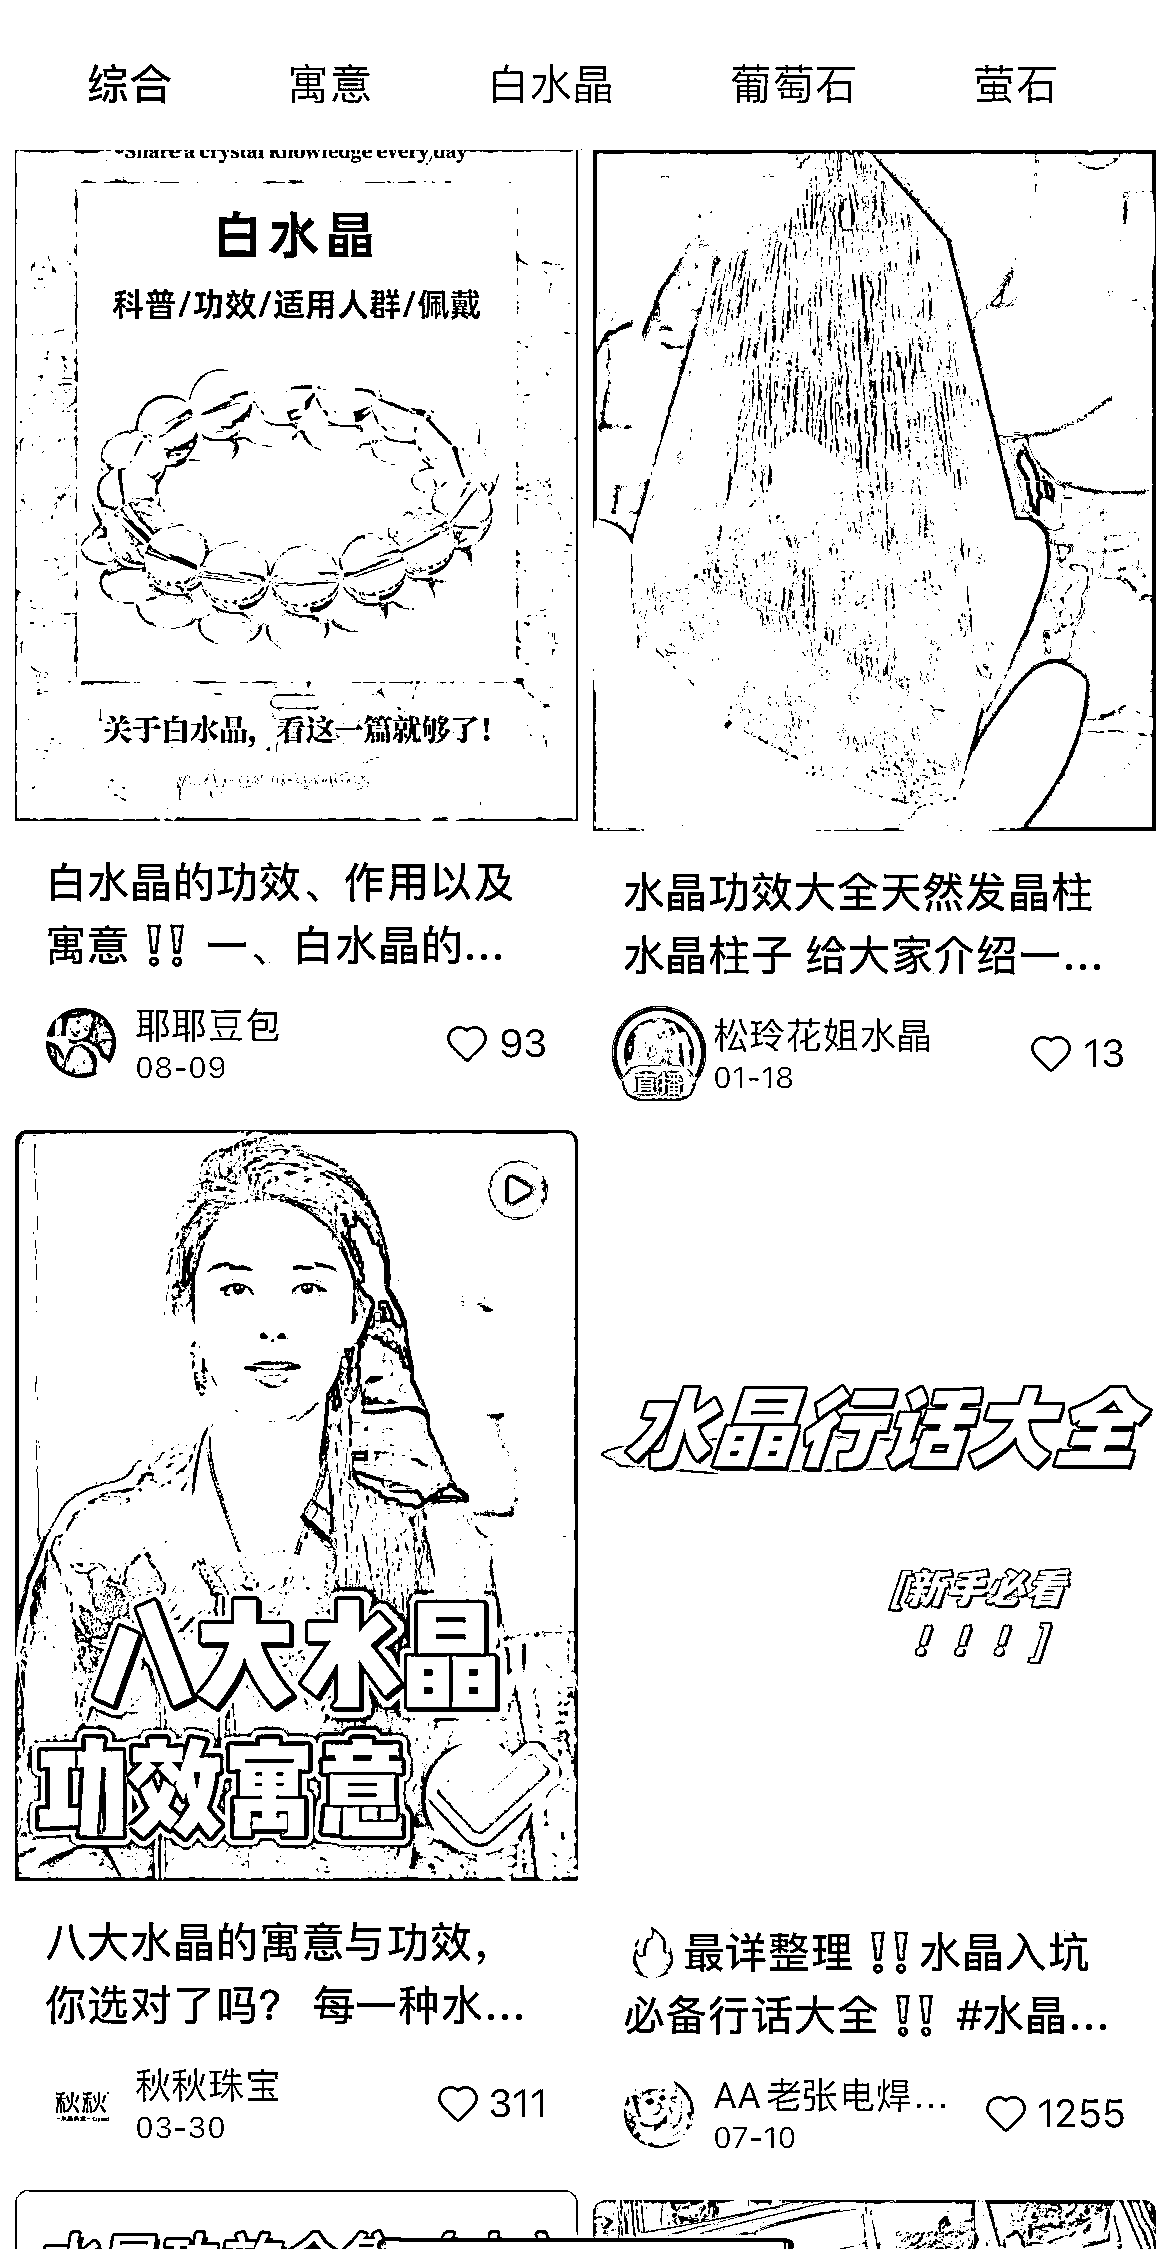 综合 寓意 白水晶 葡萄石 萤石
Share a crystal knowledge every day
白水晶
科普/功效/适用人群/佩戴
关于白水晶，看这一篇就够了！
白水晶的功效、作用以及
寓意‼️ 一、白水晶的...
耶耶豆包
08-09
93
水晶功效大全天然发晶柱
水晶柱子 给大家介绍一...
松玲花姐水晶
直播
01-18
13
八大水晶
功效寓意
八大水晶的寓意与功效，
你选对了吗？ 每一种水...
秋秋
秋秋珠宝
03-30
311
水晶行话大全
[新手必看
！！！]
🔥最详整理‼️水晶入坑
必备行话大全‼️ #水晶...
AA老张电焊...
07-10
1255